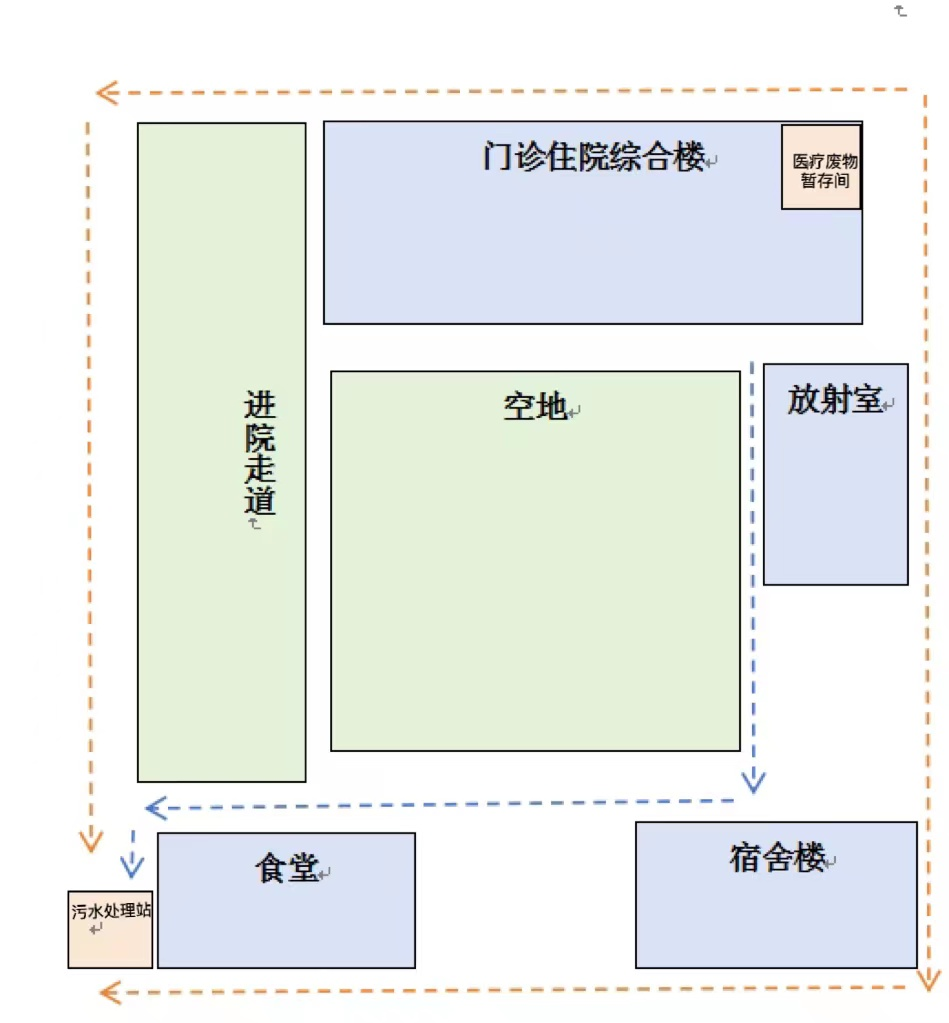 门诊住院综合楼
医疗废物
暂存间
进院走道
空地
放射室
食堂
宿舍楼
污水处理站